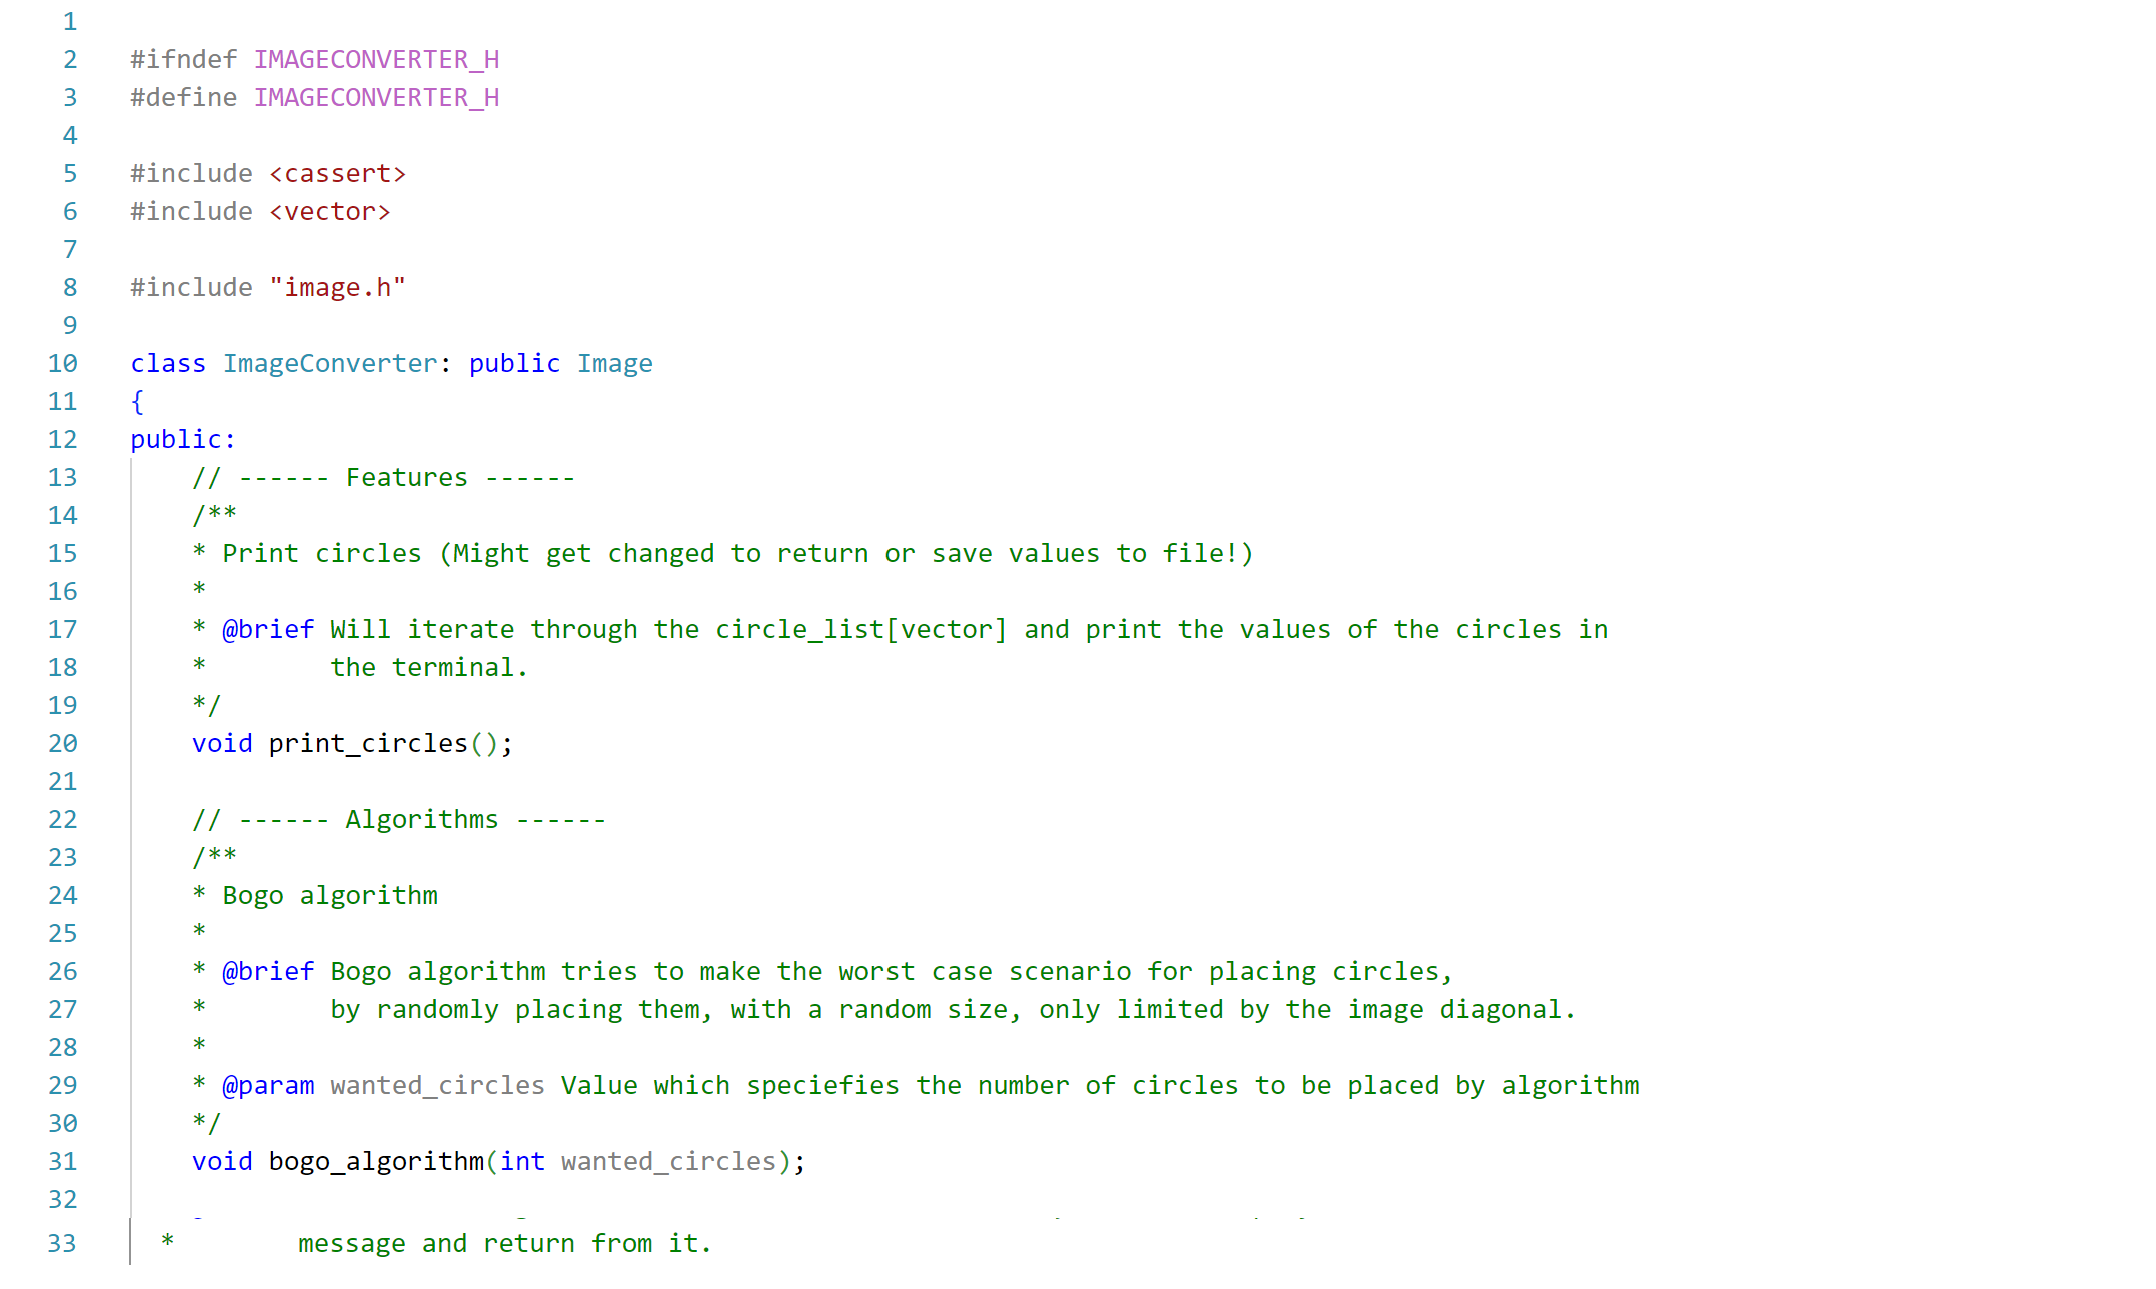 1
2 #ifndef IMAGECONVERTER_H
3 #define IMAGECONVERTER_H
4
5 #include <cassert>
6 #include <vector>
7
8 #include "image.h"
9
10 class ImageConverter: public Image
11 {
12 public:
13 // ------ Features ------
14 /**
15 * Print circles (Might get changed to return or save values to file!)
16 *
17 * @brief Will iterate through the circle_list[vector] and print the values of the circles in
18 * the terminal.
19 */
20 void print_circles();
21
22 // ------ Algorithms ------
23 /**
24 * Bogo algorithm
25 *
26 * @brief Bogo algorithm tries to make the worst case scenario for placing circles,
27 * by randomly placing them, with a random size, only limited by the image diagonal.
28 *
29 * @param wanted_circles Value which speciefies the number of circles to be placed by algorithm
30 */
31 void bogo_algorithm(int wanted_circles);
32
33 * message and return from it.